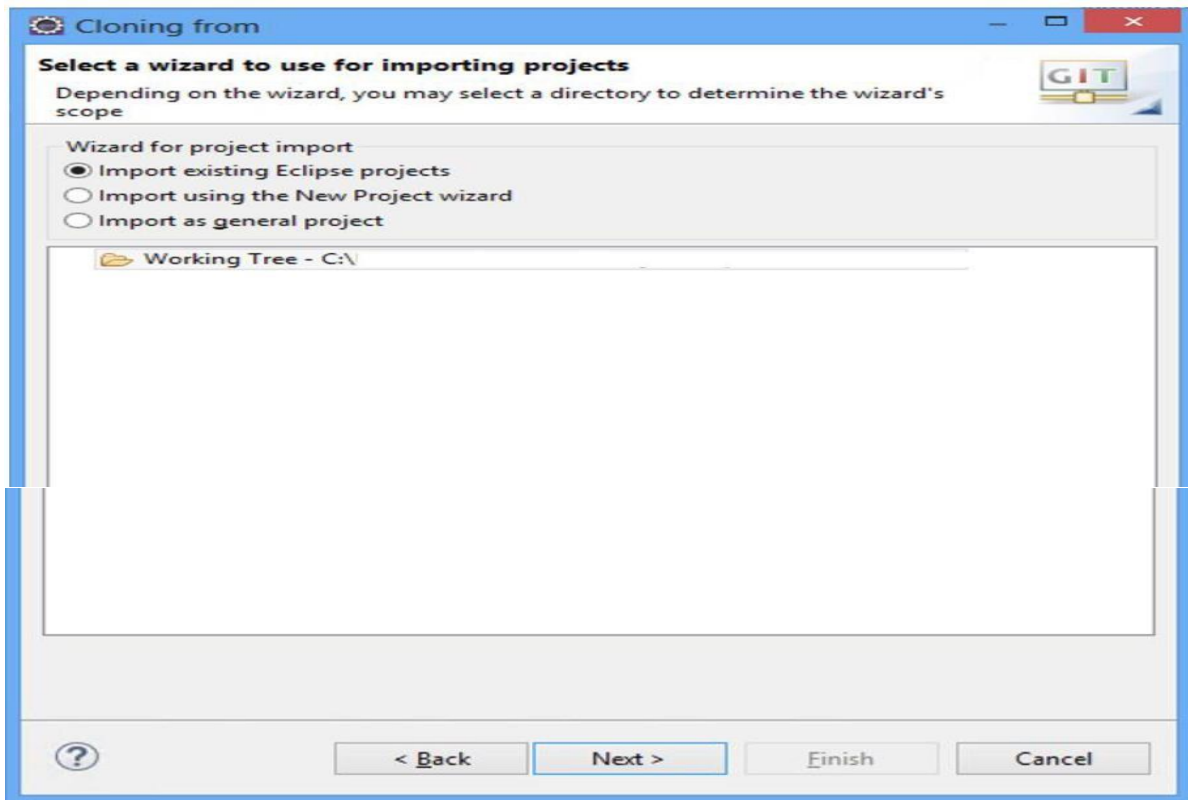 Cloning from
Select a wizard to use for importing projects
GIT
Depending on the wizard, you may select a directory to determine the wizard's
scope
Wizard for project import
Import existing Eclipse projects
Import using the New Project wizard
Import as general project
Working Tree - C:\
?
< Back
Next >
Finish
Cancel